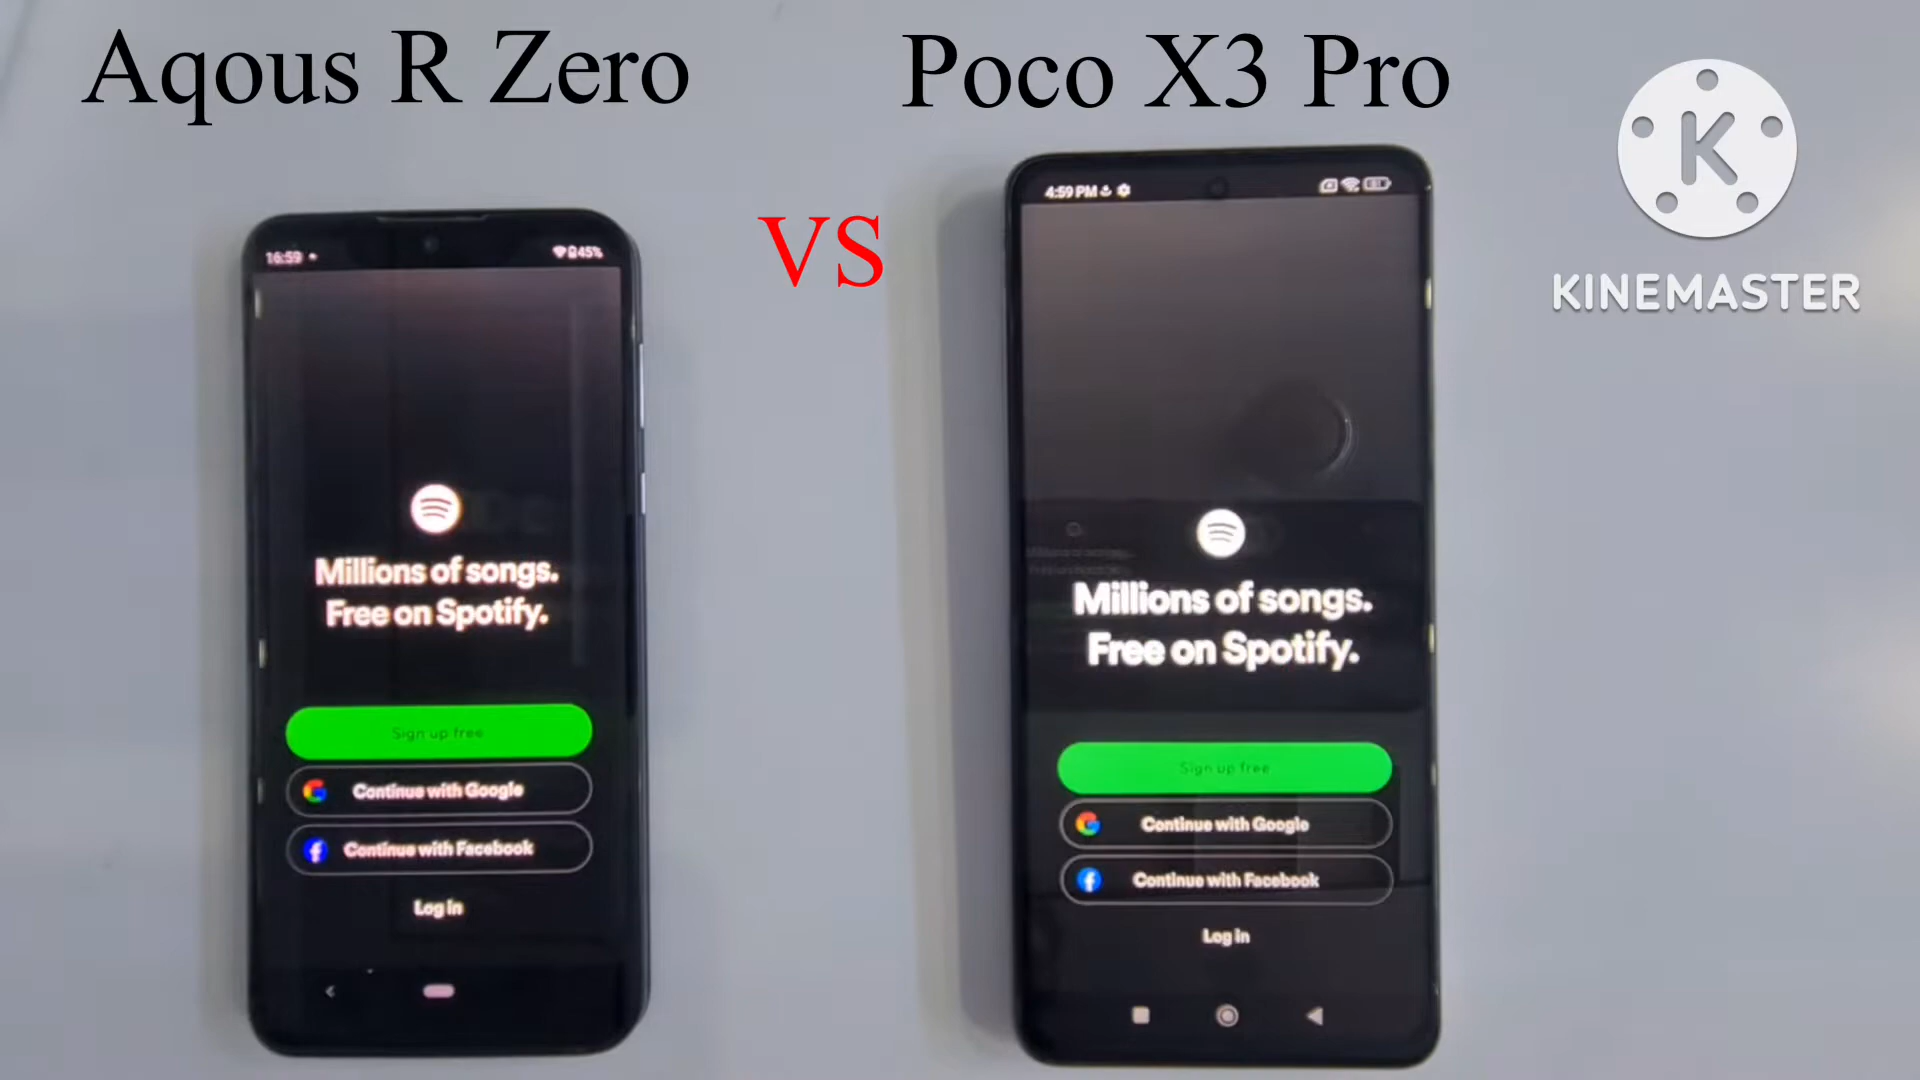 Aqous R Zero
VS
Poco X3 Pro
K
KINEMASTER
16:59
45%
Millions of songs.
Free on Spotify.
Sign up free
Continue with Google
Continue with Facebook
Log in
4:59 PM
Millions of songs.
Free on Spotify.
Sign up free
Continue with Google
Continue with Facebook
Log in